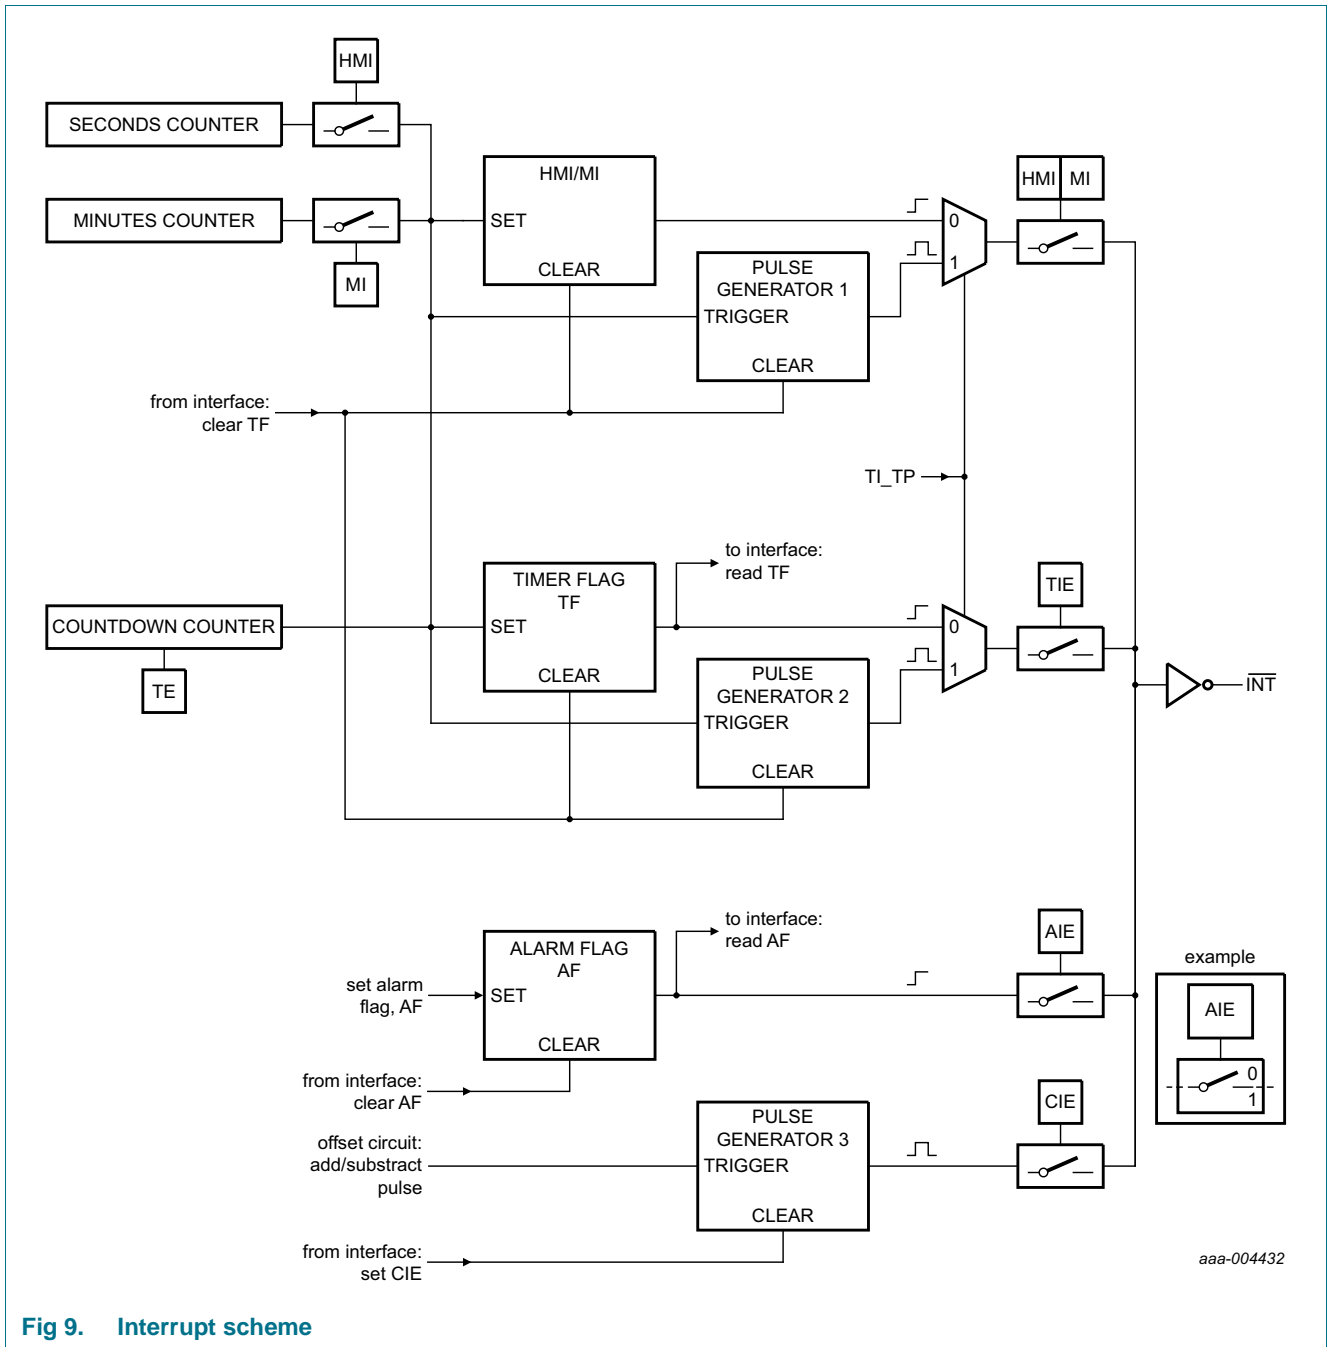 HMI
SECONDS COUNTER
MINUTES COUNTER
MI
HMI/MI
SET
CLEAR
PULSE
GENERATOR 1
TRIGGER
CLEAR
0
1
HMI MI
from interface:
clear TF
TI_TP
to interface:
read TF
TIMER FLAG
TF
SET
CLEAR
COUNTDOWN COUNTER
TE
PULSE
GENERATOR 2
TRIGGER
CLEAR
0
1
TIE
INT
to interface:
read AF
ALARM FLAG
AF
SET
CLEAR
set alarm
flag, AF
from interface:
clear AF
AIE
example
AIE
0
1
offset circuit:
add/substract
pulse
PULSE
GENERATOR 3
TRIGGER
CLEAR
CIE
from interface:
set CIE
aaa-004432
Fig 9. Interrupt scheme